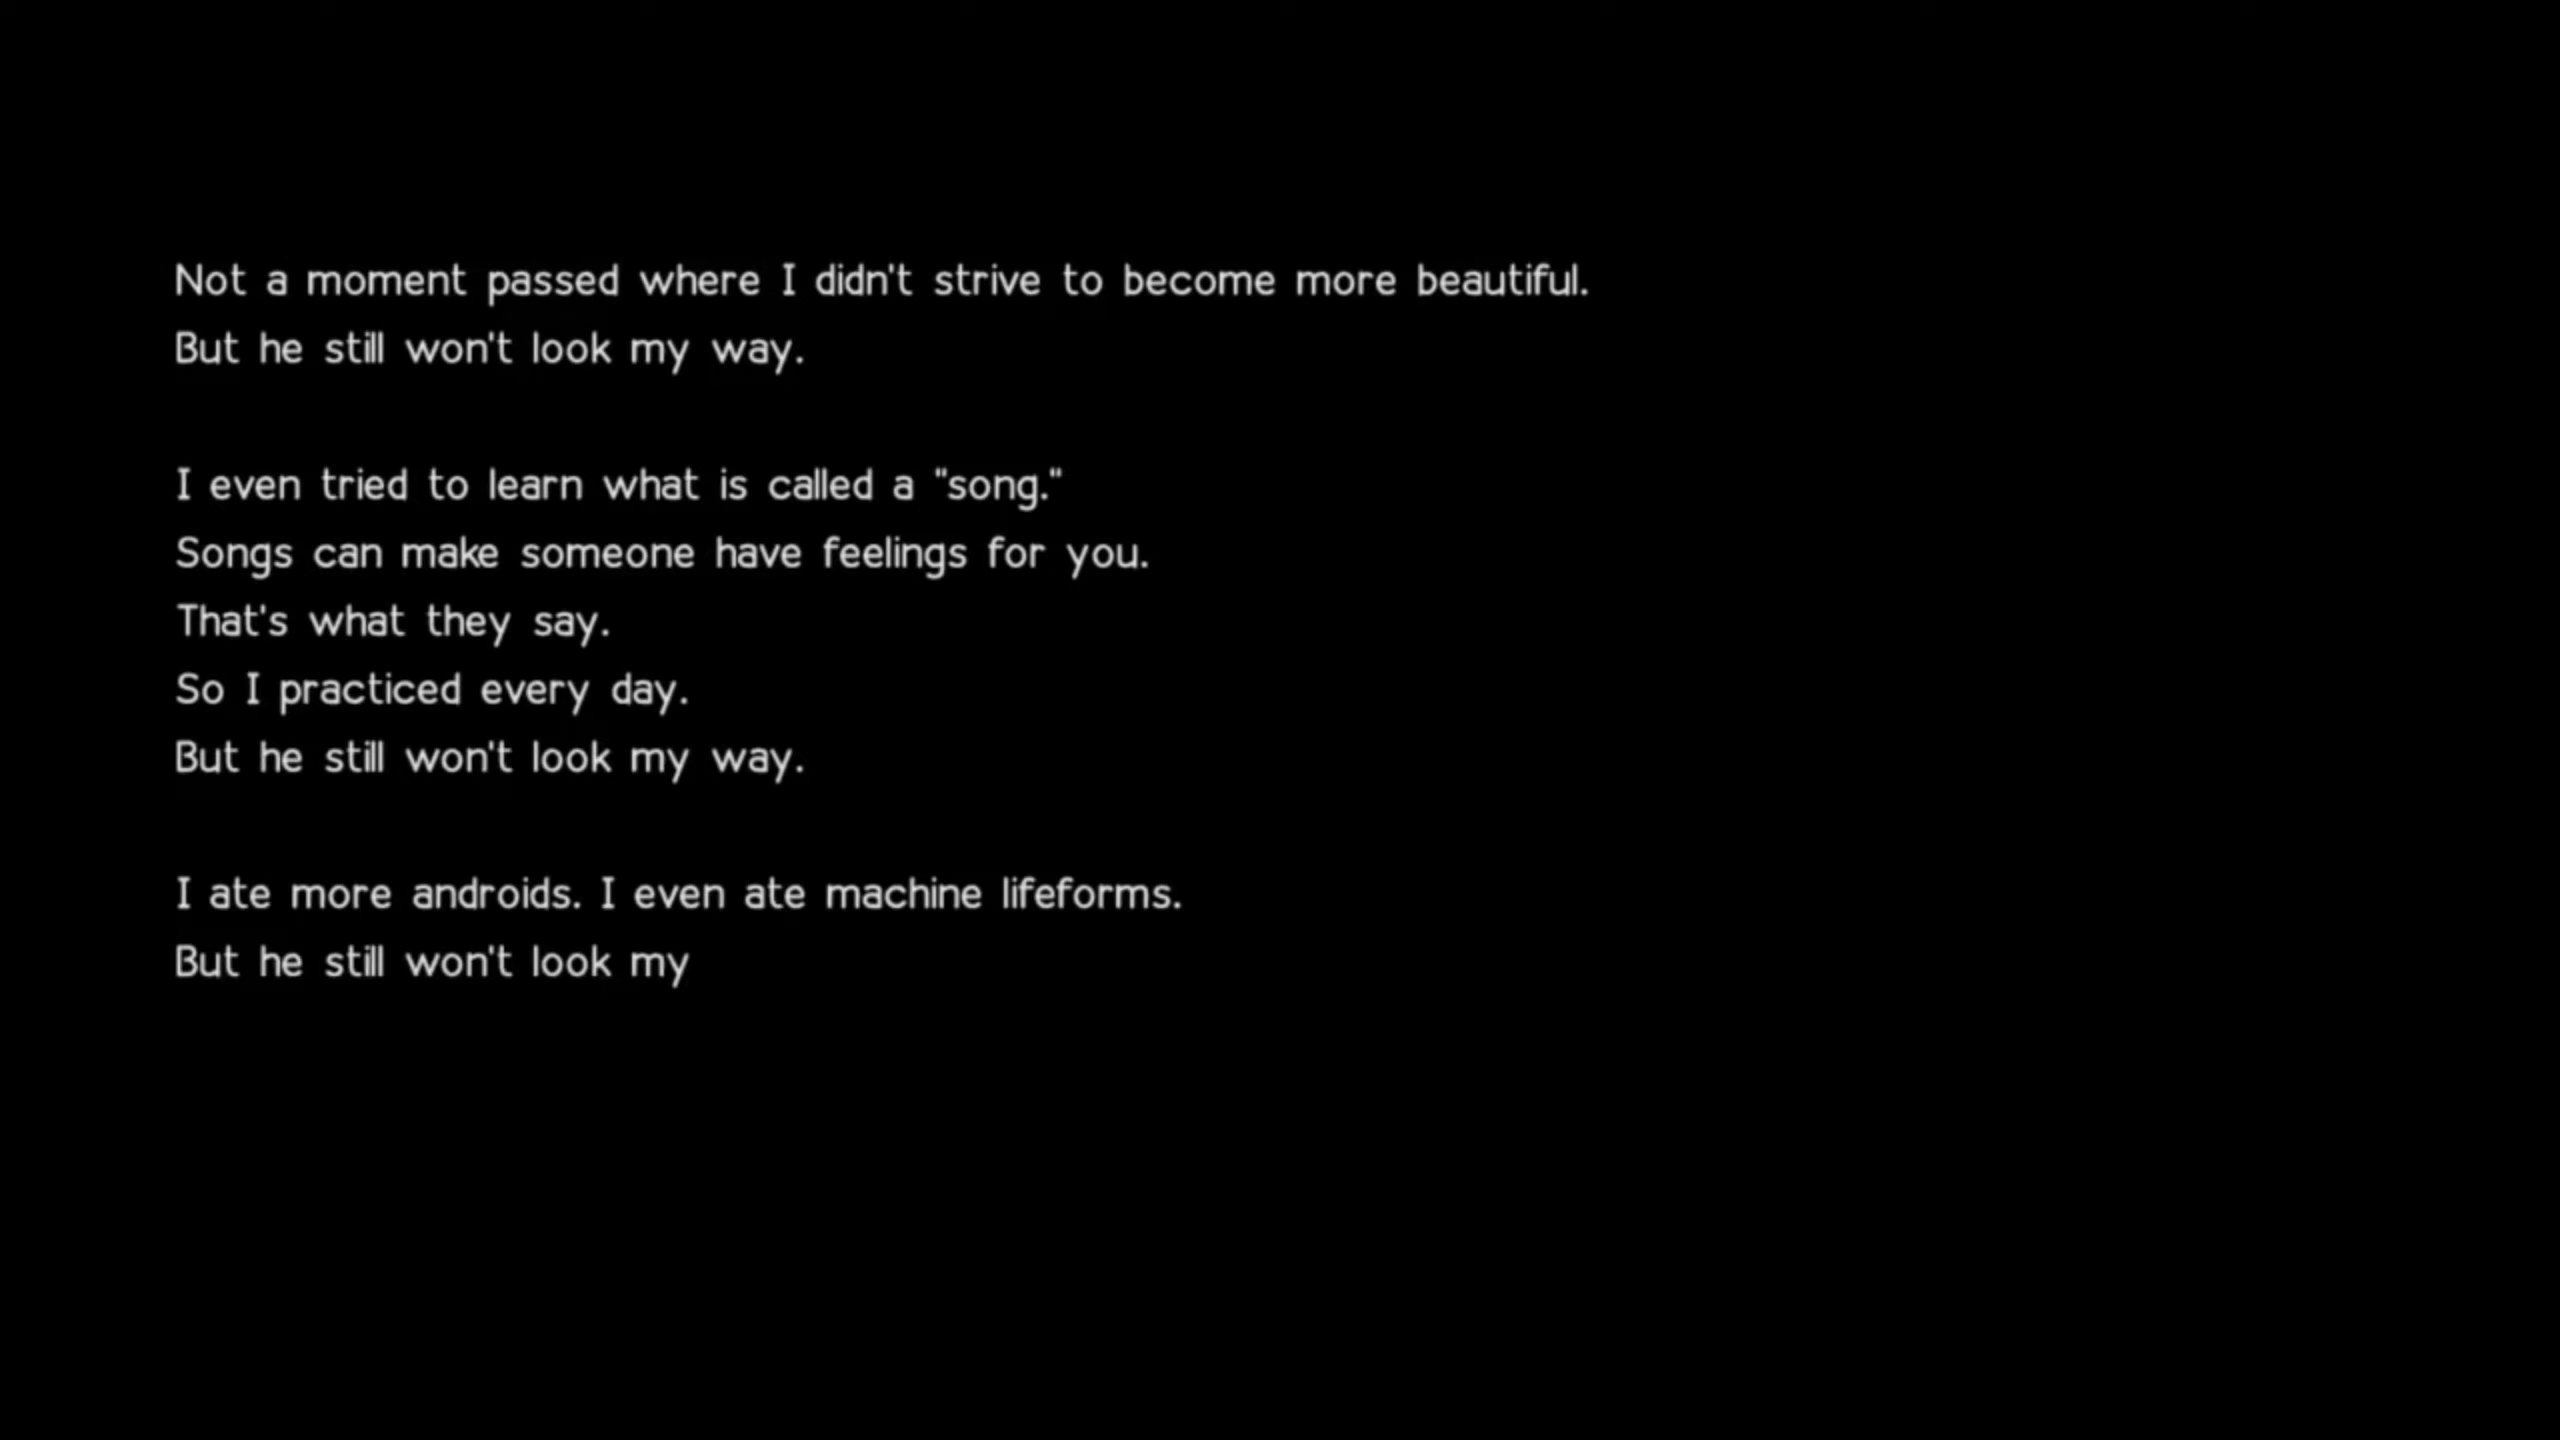 Not a moment passed where I didn't strive to become more beautiful.
But he still won't look my way.
I even tried to learn what is called a "song."
Songs can make someone have feelings for you.
That's what they say.
So I practiced every day.
But he still won't look my way.
I ate more androids. I even ate machine lifeforms.
But he still won't look my